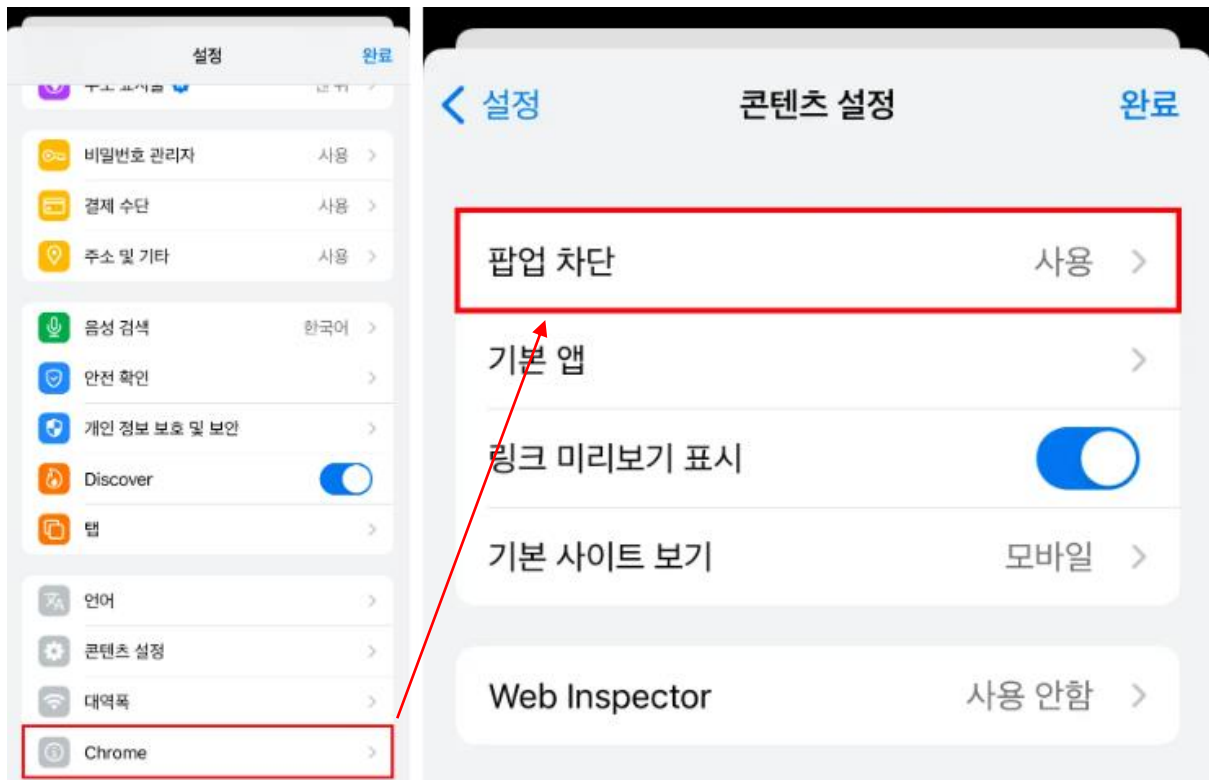 설정 완료
비밀번호 관리자 사용
결제 수단 사용
주소 및 기타 사용
음성 검색 한국어
안전 확인
개인 정보 보호 및 보안
Discover
탭
언어
콘텐츠 설정
대역폭
Chrome
설정 콘텐츠 설정 완료
팝업 차단 사용
기본 앱
링크 미리보기 표시
기본 사이트 보기 모바일
Web Inspector 사용 안함